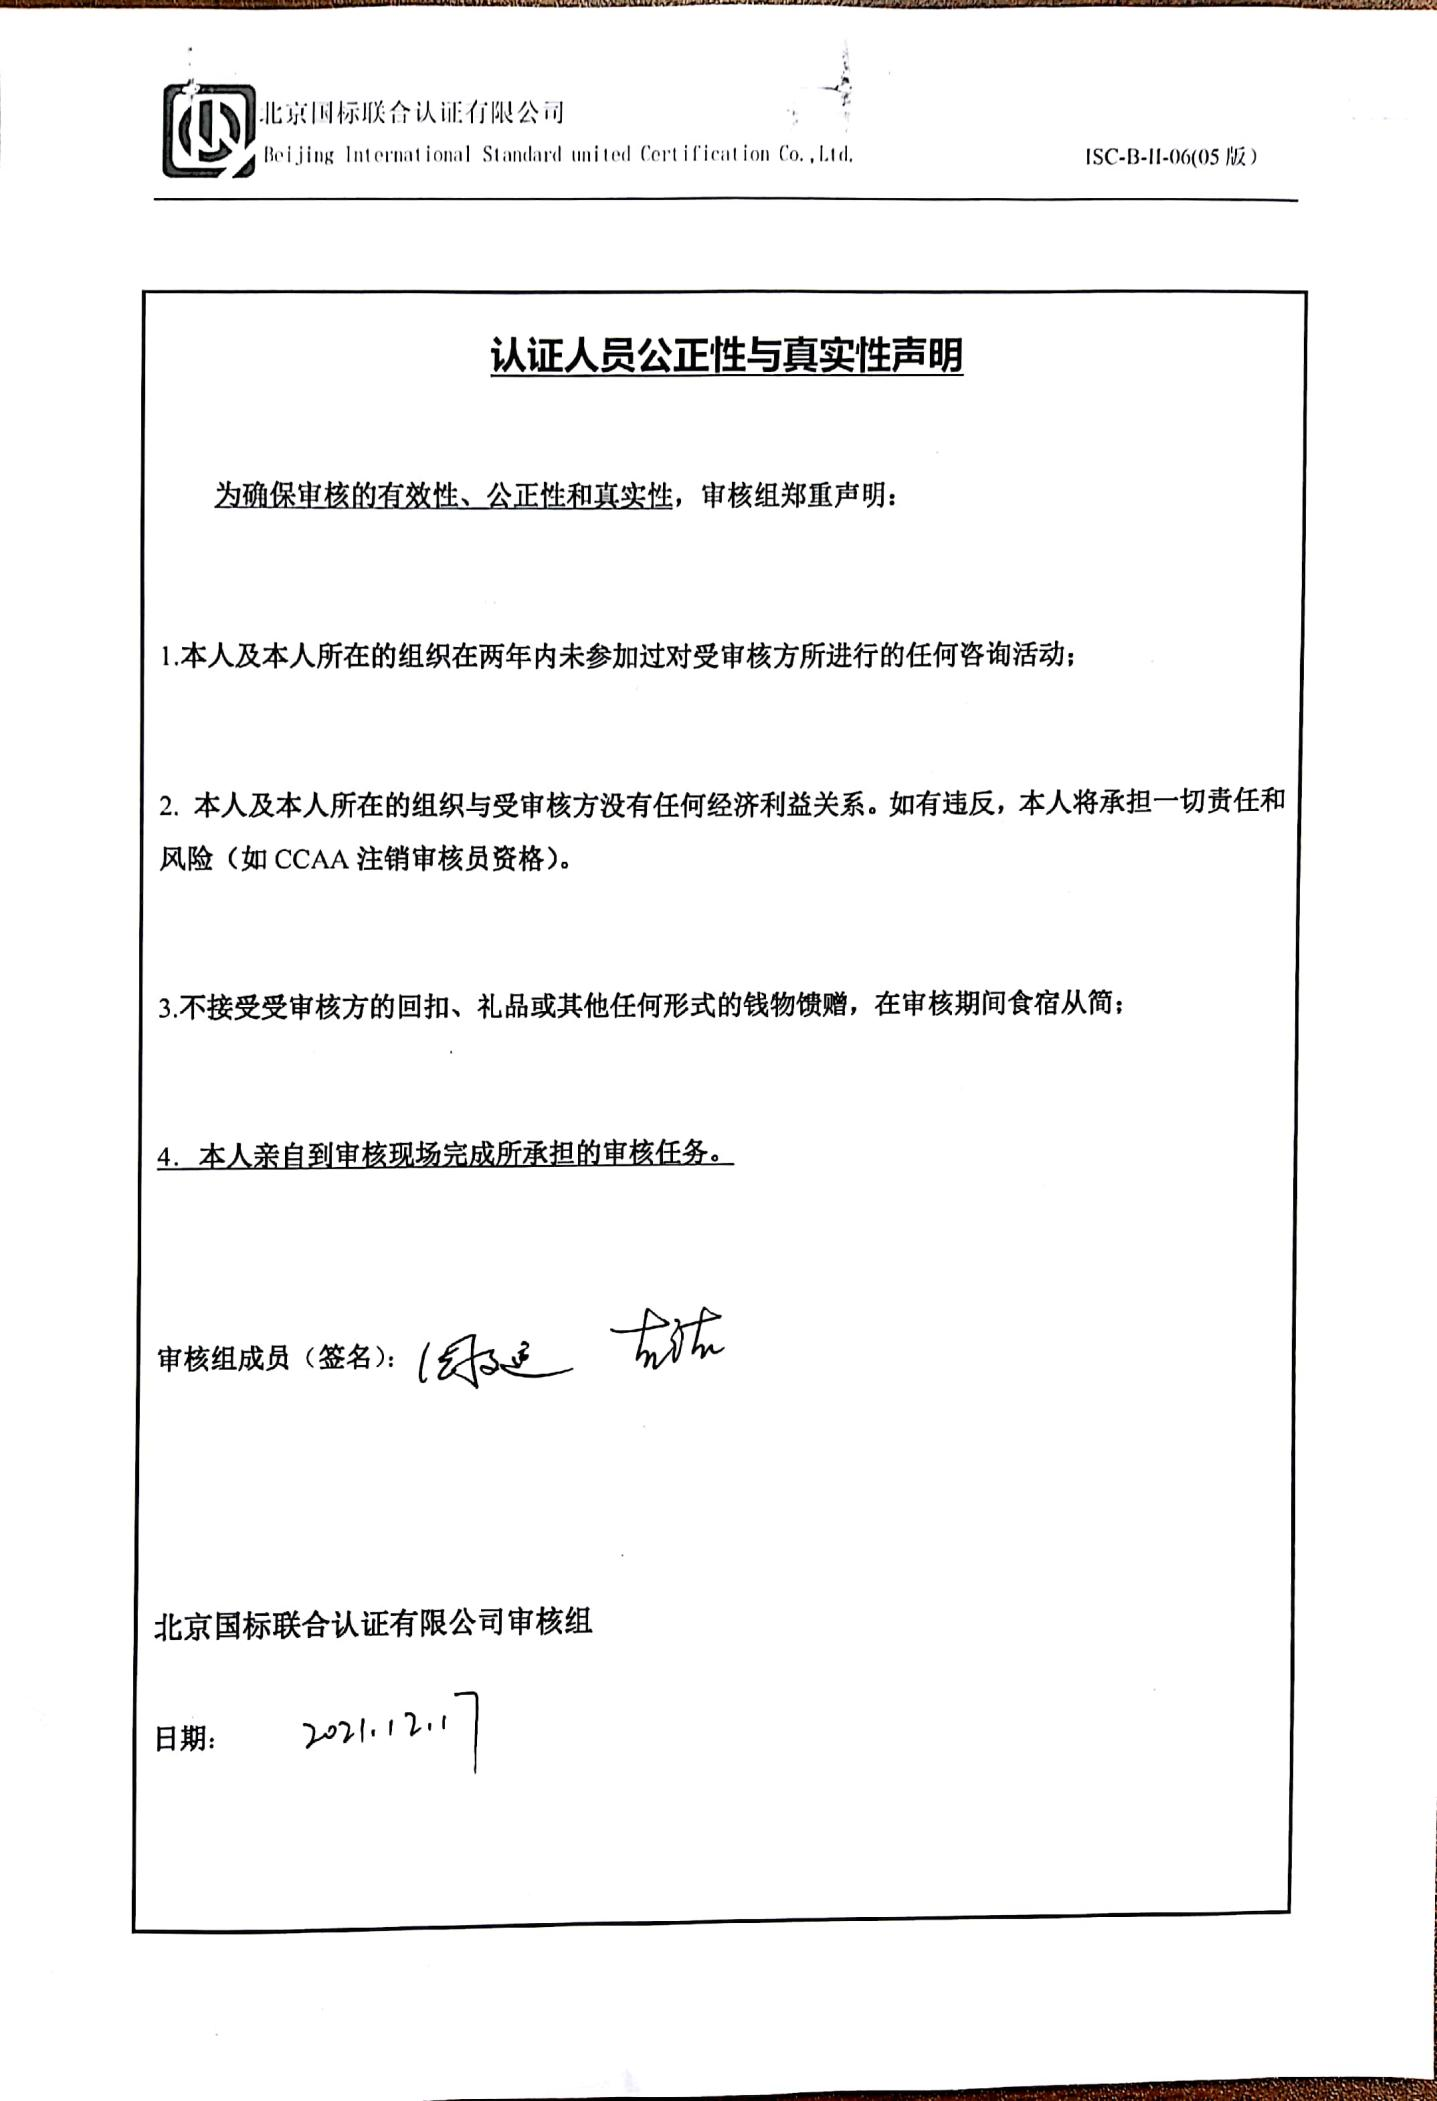 北京国标联合认证有限公司
Beijing International Standard united Certification Co.,Ltd.
ISC-B-II-06(05版)
认证人员公正性与真实性声明
为确保审核的有效性、公正性和真实性，审核组郑重声明：
1.本人及本人所在的组织在两年内未参加过对受审核方所进行的任何咨询活动；
2. 本人及本人所在的组织与受审核方没有任何经济利益关系。如有违反，本人将承担一切责任和
风险（如 CCAA 注销审核员资格）。
3.不接受受审核方的回扣、礼品或其他任何形式的钱物馈赠，在审核期间食宿从简；
4. 本人亲自到审核现场完成所承担的审核任务。
审核组成员（签名）：
北京国标联合认证有限公司审核组
日期： 2021.12.17